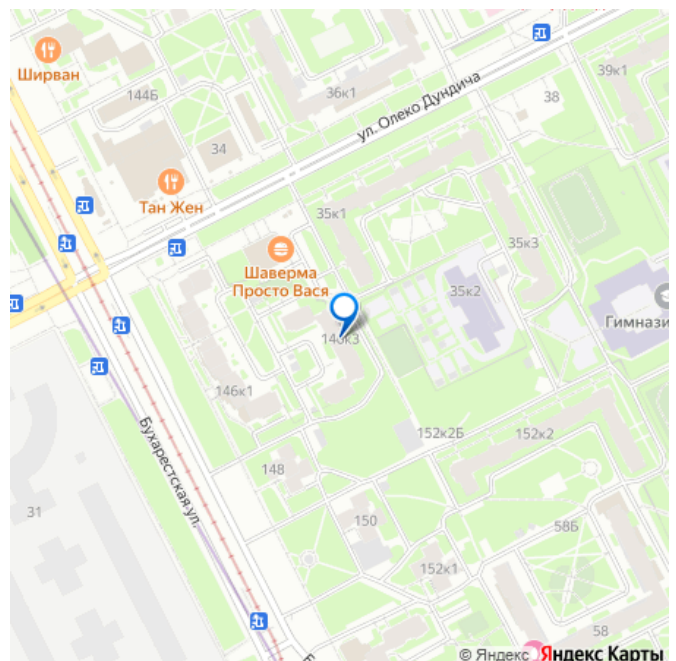 Ширван
144Б
36к1
39к1
38
ул. Олеко Дундича
34
Тан Жен
35к1
35к3
Шаверма
Просто Вася
35к2
Гимнази
146к3
146к1
Бухарестская ул.
152к2Б
152к2
148
31
150
58Б
152к1
58
© Яндекс Яндекс Карты